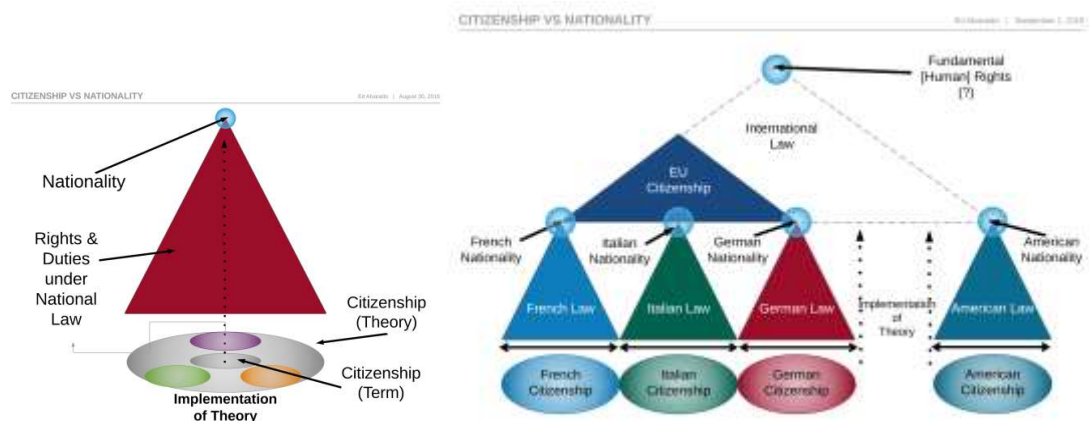 CITIZENSHIP VS NATIONALITY
Nationality
Rights &
Duties
under
National
Law
Citizenship
(Theory)
Citizenship
(Term)
Implementation
of Theory
CITIZENSHIP VS NATIONALITY
Fundamental
[Human] Rights
[?]
International
Law
EU
Citizenship
French
Nationality
Italian
Nationality
German
Nationality
American
Nationality
French Law
Italian Law
German Law
Implementation
of
Theory
American Law
French
Citizenship
Italian
Citizenship
German
Citizenship
American
Citizenship